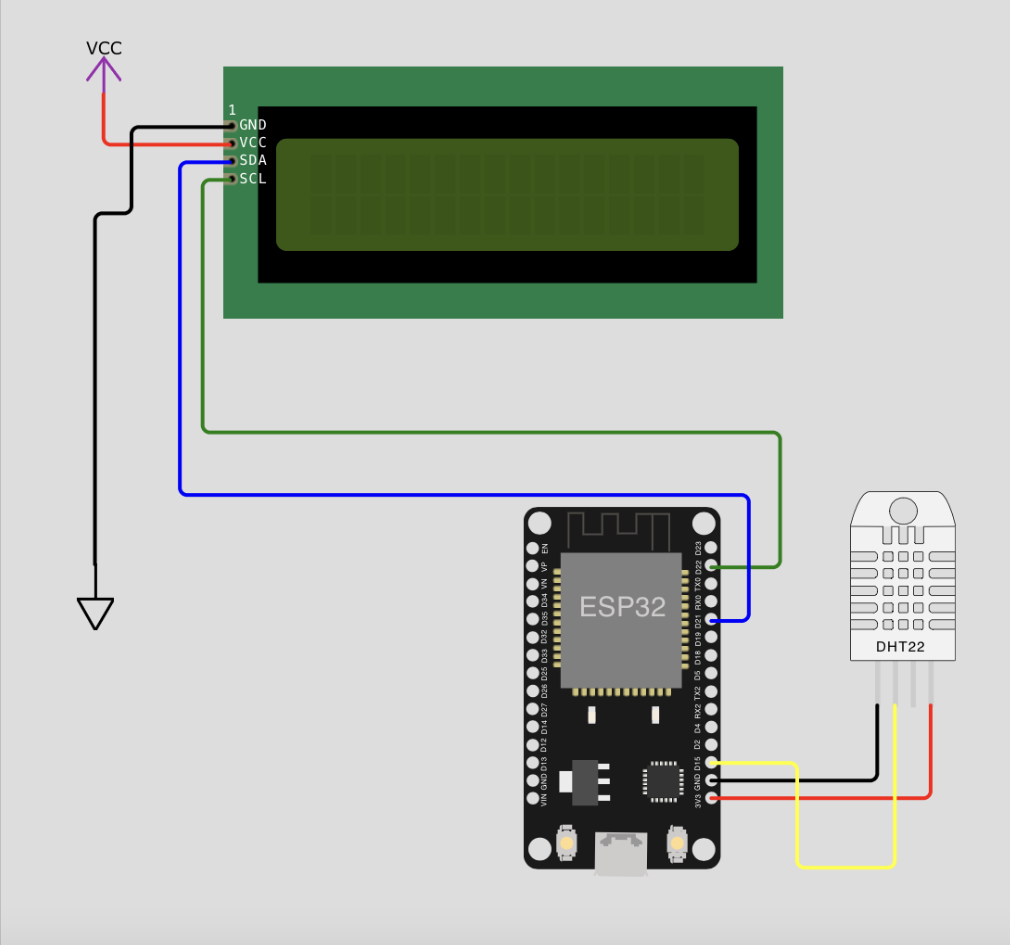 VCC
1
GND
VCC
SDA
SCL
ESP32
EN
VP
VN
D34
D35
D32
D33
D25
D26
D27
D14
D12
D13
GND
VIN
D23
D22
TX0
RX0
D21
D19
D18
D5
TX2
RX2
D4
D2
D15
GND
3V3
DHT22